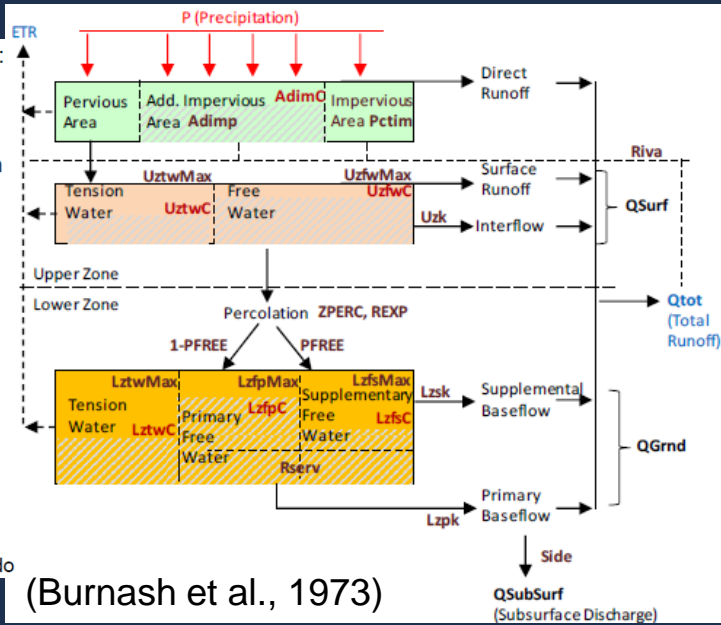 P (Precipitation)
ETR
:
Pervious
Area
Add. Impervious
Area Adimp
AdimC
Impervious
Area Pctim
Direct
Runoff
Riva
UztwMax
Tension
Water
UztwC
UzfwMax
Free
Water
UzfwC
Surface
Runoff
Uzk
Interflow
QSurf
Upper Zone
Lower Zone
Percolation ZPERC, REXP
Qtot
(Total
Runoff)
1-PFREE
PFREE
LztwMax
Tension
Water
LztwC
LzfpMax
LzfpC
Primary
Free
Water
LzfsMax
Supplementary
Free
Water
LzfsC
Rserv
Lzsk
Supplemental
Baseflow
QGrnd
Lzpk
Primary
Baseflow
Side
QSubSurf
(Subsurface Discharge)
do
(Burnash et al., 1973)